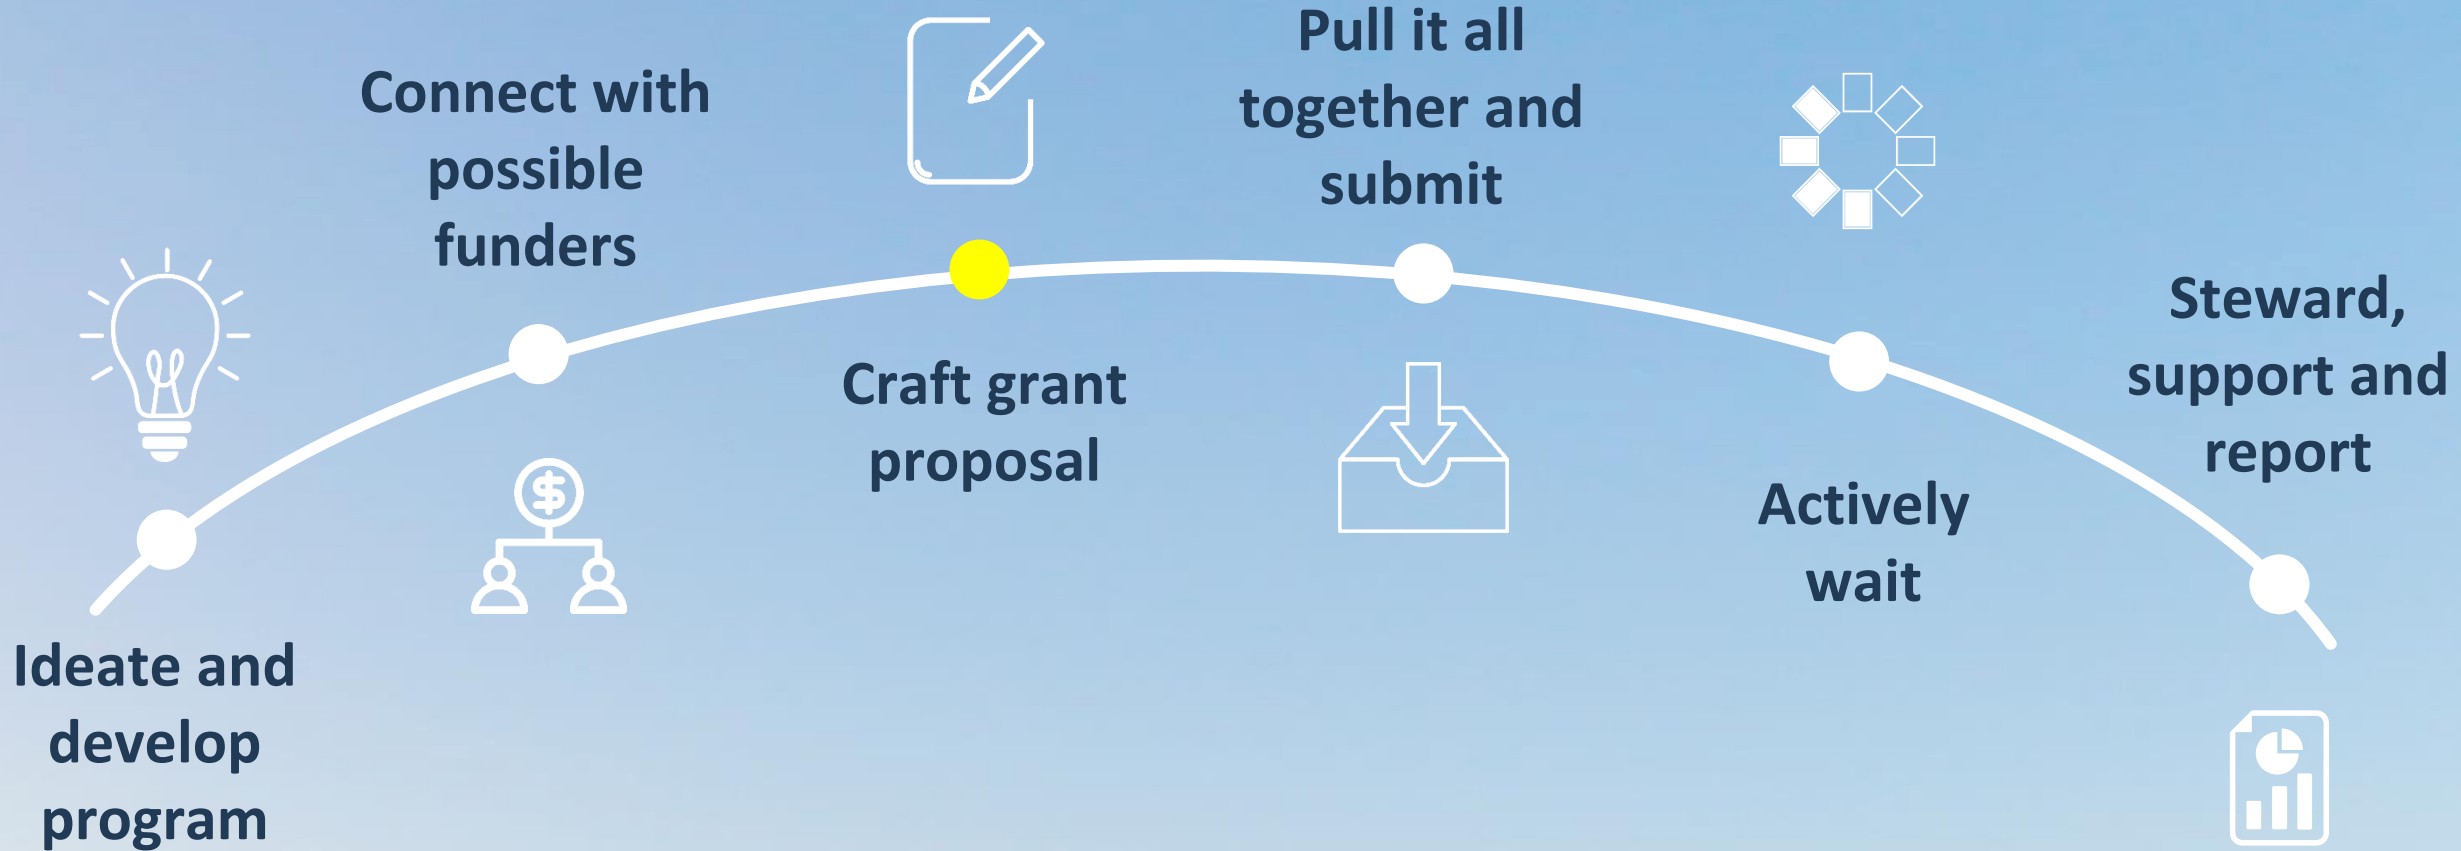 Ideate and
develop
program
Connect with
possible
funders
Craft grant
proposal
Pull it all
together and
submit
Actively
wait
Steward,
support and
report